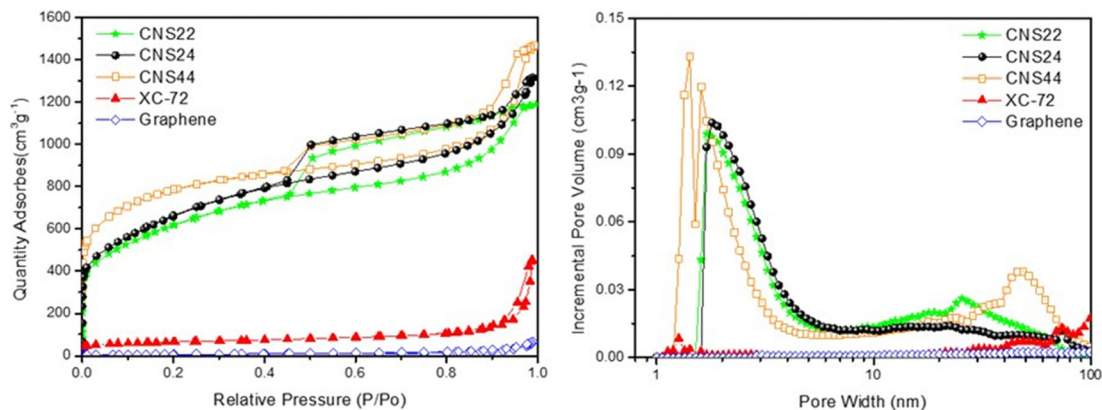 1600
1400
1200
1000
800
600
400
200
0
Quantity Adsorbes(cm³g⁻¹)
CNS22
CNS24
CNS44
XC-72
Graphene
0.0 0.2 0.4 0.6 0.8 1.0
Relative Pressure (P/Po)
0.15
0.12
0.09
0.06
0.03
0.00
Incremental Pore Volume (cm3g-1)
CNS22
CNS24
CNS44
XC-72
Graphene
1 10 100
Pore Width (nm)